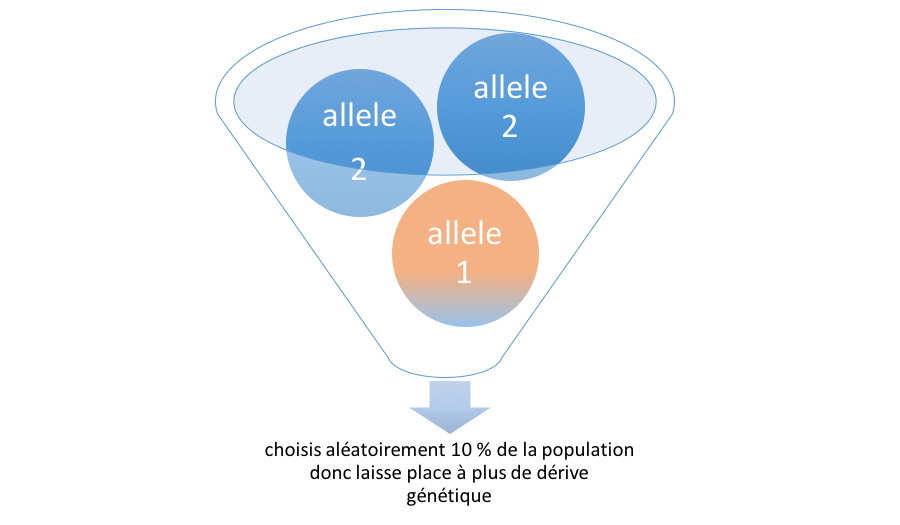 allele
2
allele
2
allele
1
choisis aléatoirement 10 % de la population
donc laisse place à plus de dérive
génétique